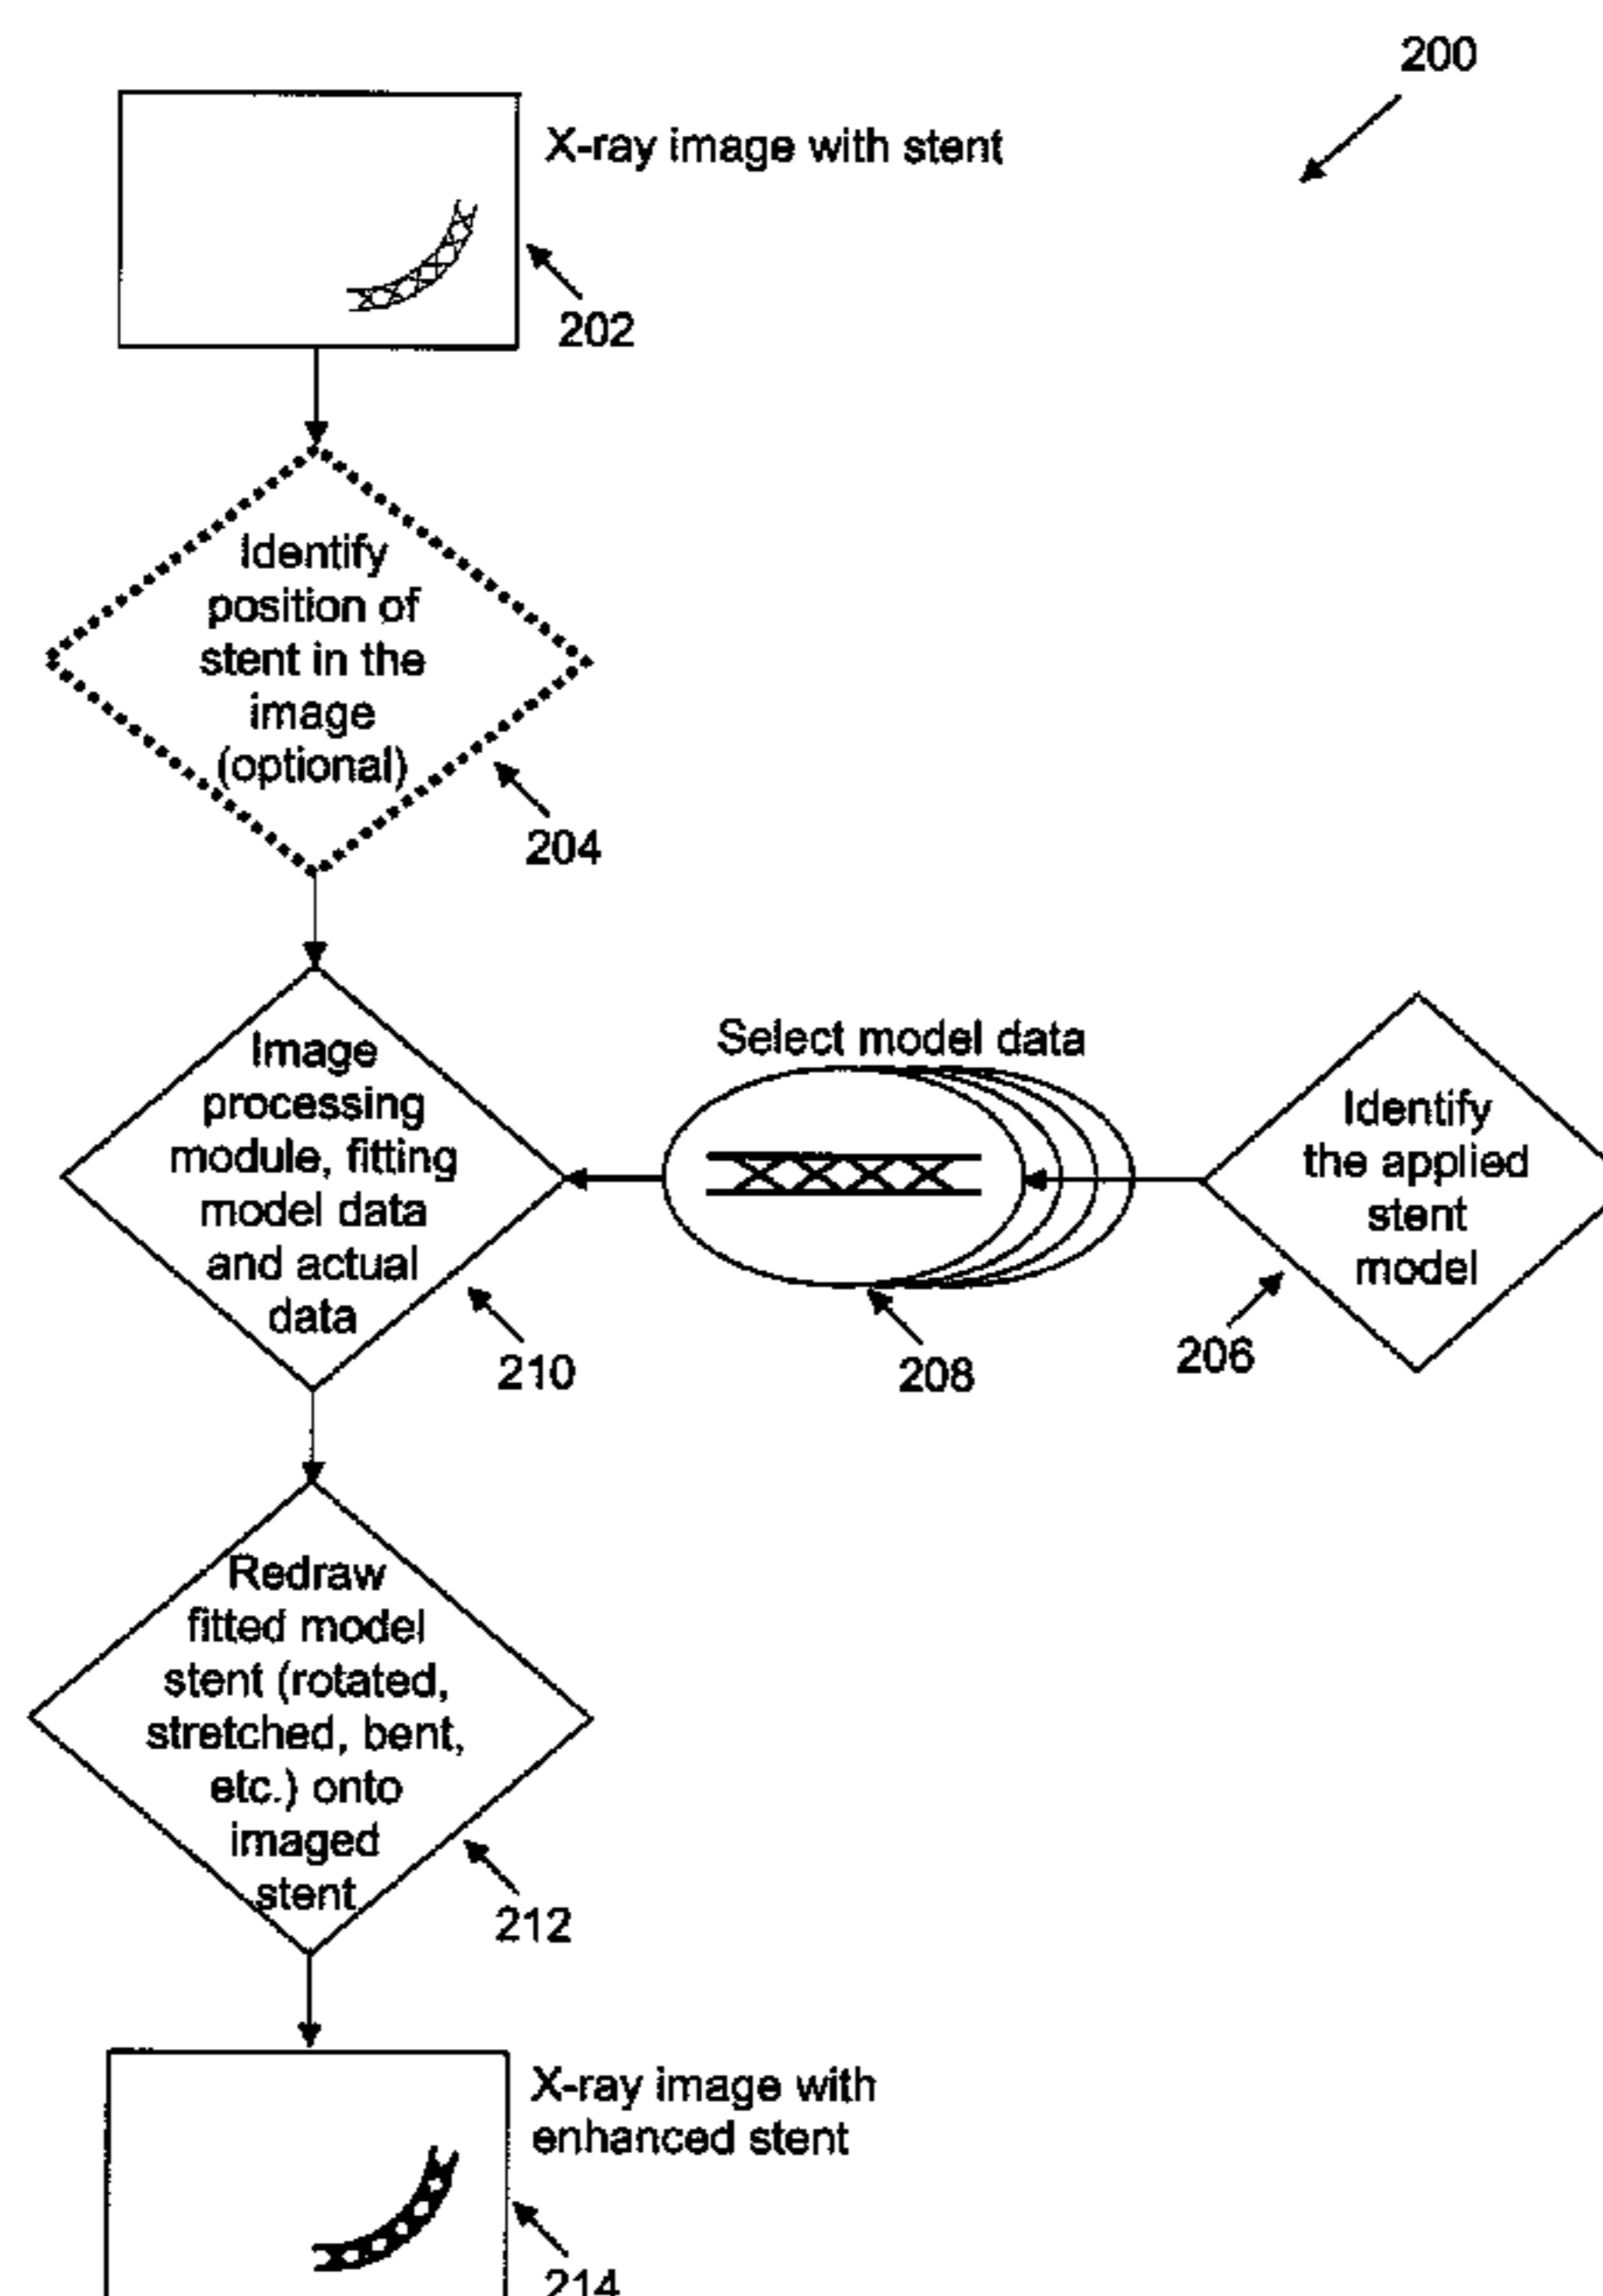 200
X-ray image with stent
202
Identify
position of
stent in the
image
(optional)
204
Image
processing
module, fitting
model data
and actual
data
210
Select model data
208
Identify
the applied
stent
model
206
Redraw
fitted model
stent (rotated,
stretched, bent,
etc.) onto
imaged
stent
212
X-ray image with
enhanced stent
214